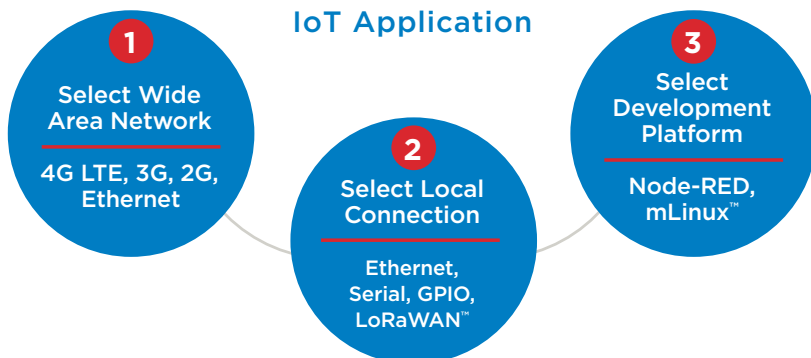 IoT Application
1
Select Wide
Area Network
4G LTE, 3G, 2G,
Ethernet
2
Select Local
Connection
Ethernet,
Serial, GPIO,
LoRaWAN™
3
Select
Development
Platform
Node-RED,
mLinux™